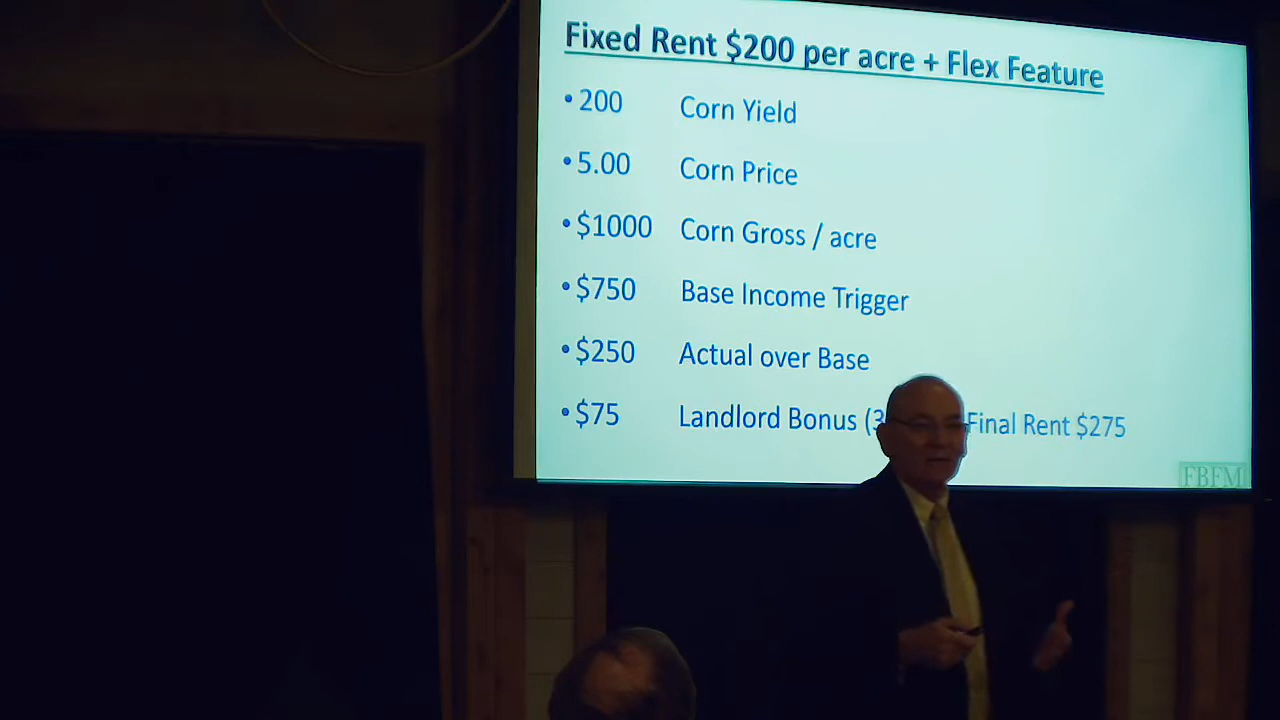 Fixed Rent $200 per acre + Flex Feature
• 200 Corn Yield
• 5.00 Corn Price
• $1000 Corn Gross / acre
• $750 Base Income Trigger
• $250 Actual over Base
• $75 Landlord Bonus (3 Final Rent $275
FBFM